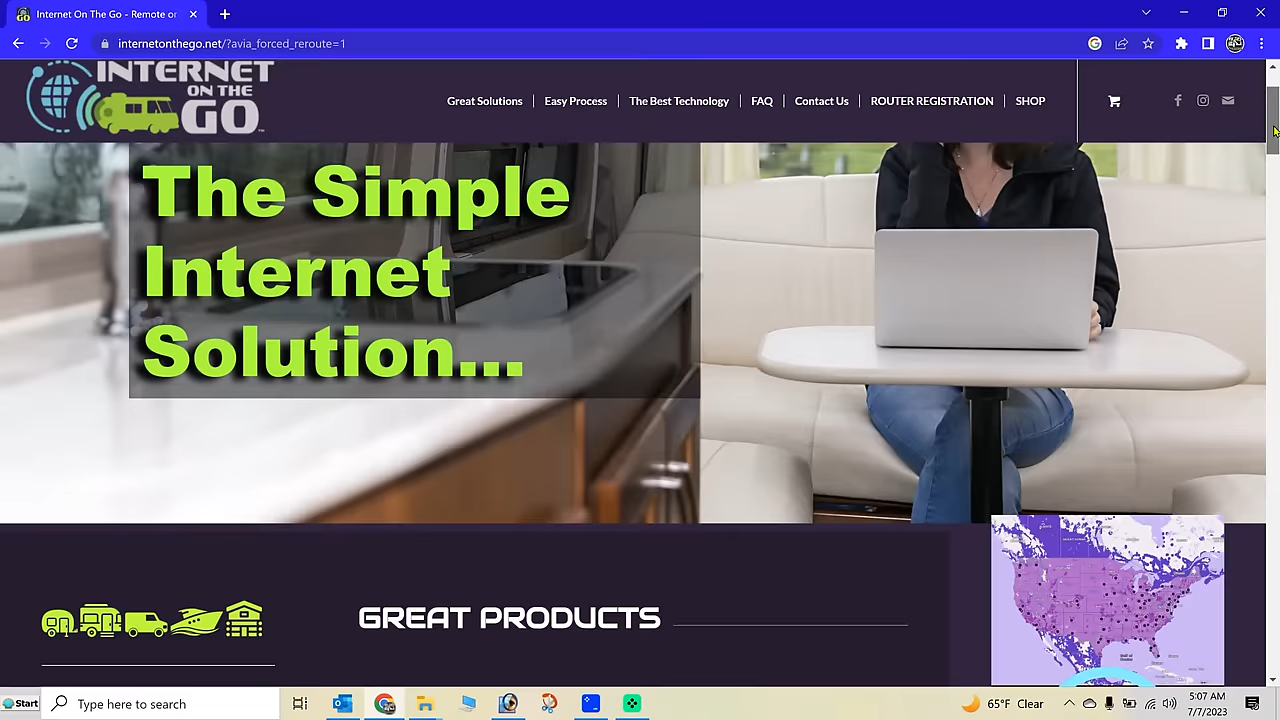 Internet On The Go - Remote or
internetonthego.net/?avia_forced_reroute=1
INTERNET
ON THE
GO
Great Solutions
Easy Process
The Best Technology
FAQ
Contact Us
ROUTER REGISTRATION
SHOP
The Simple
Internet
Solution...
GREAT PRODUCTS
Start
Type here to search
65°F Clear
5:07 AM
7/7/2023